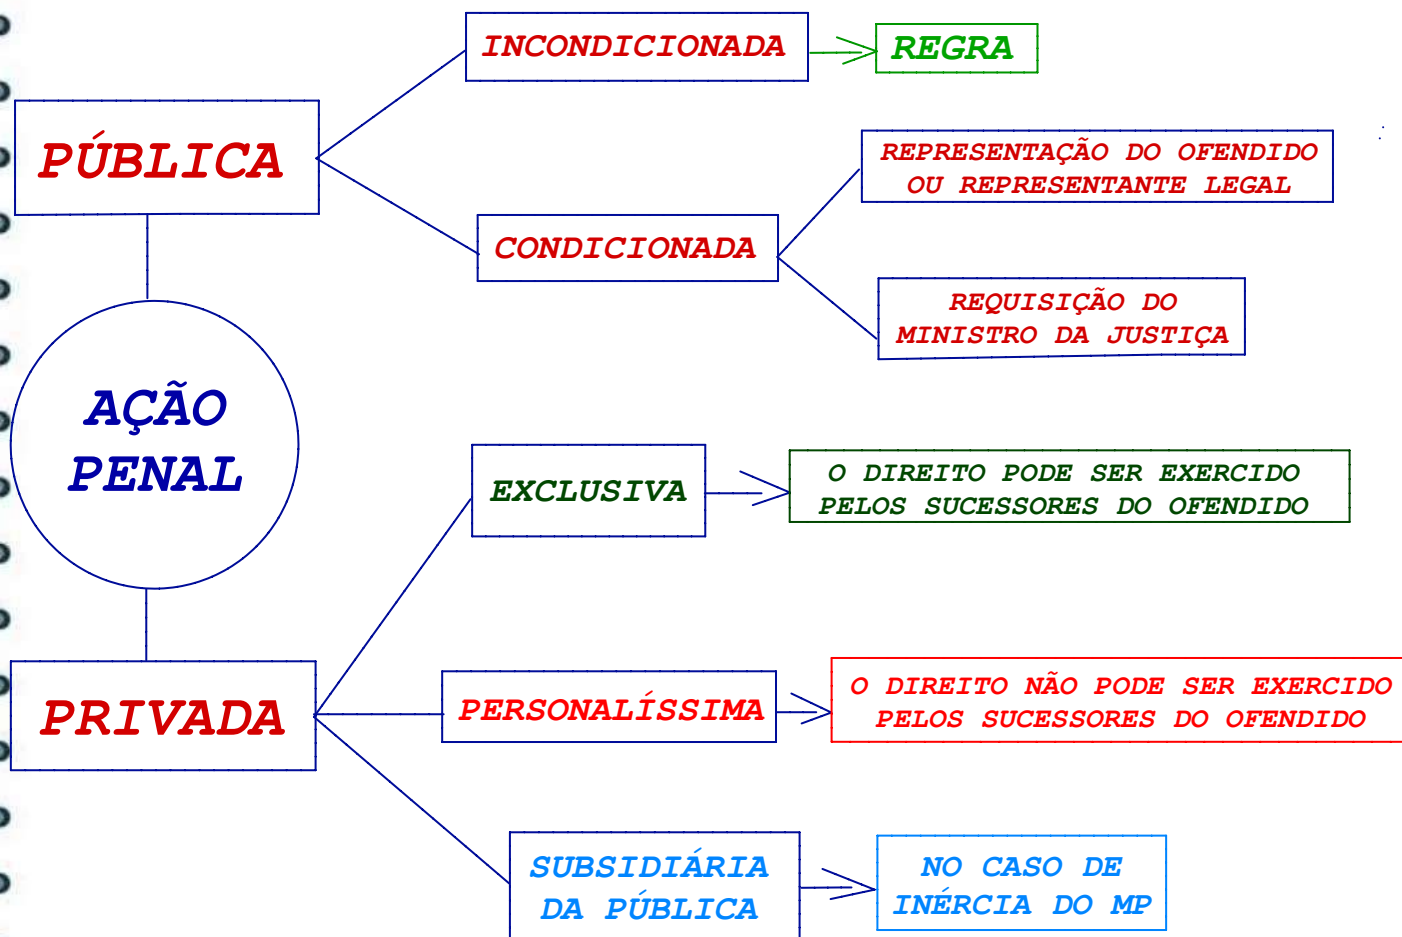 INCONDICIONADA
REGRA
PÚBLICA
REPRESENTAÇÃO DO OFENDIDO
OU REPRESENTANTE LEGAL
CONDICIONADA
REQUISIÇÃO DO
MINISTRO DA JUSTIÇA
AÇÃO
PENAL
EXCLUSIVA
O DIREITO PODE SER EXERCIDO
PELOS SUCESSORES DO OFENDIDO
PRIVADA
PERSONALÍSSIMA
O DIREITO NÃO PODE SER EXERCIDO
PELOS SUCESSORES DO OFENDIDO
SUBSIDIÁRIA
DA PÚBLICA
NO CASO DE
INÉRCIA DO MP